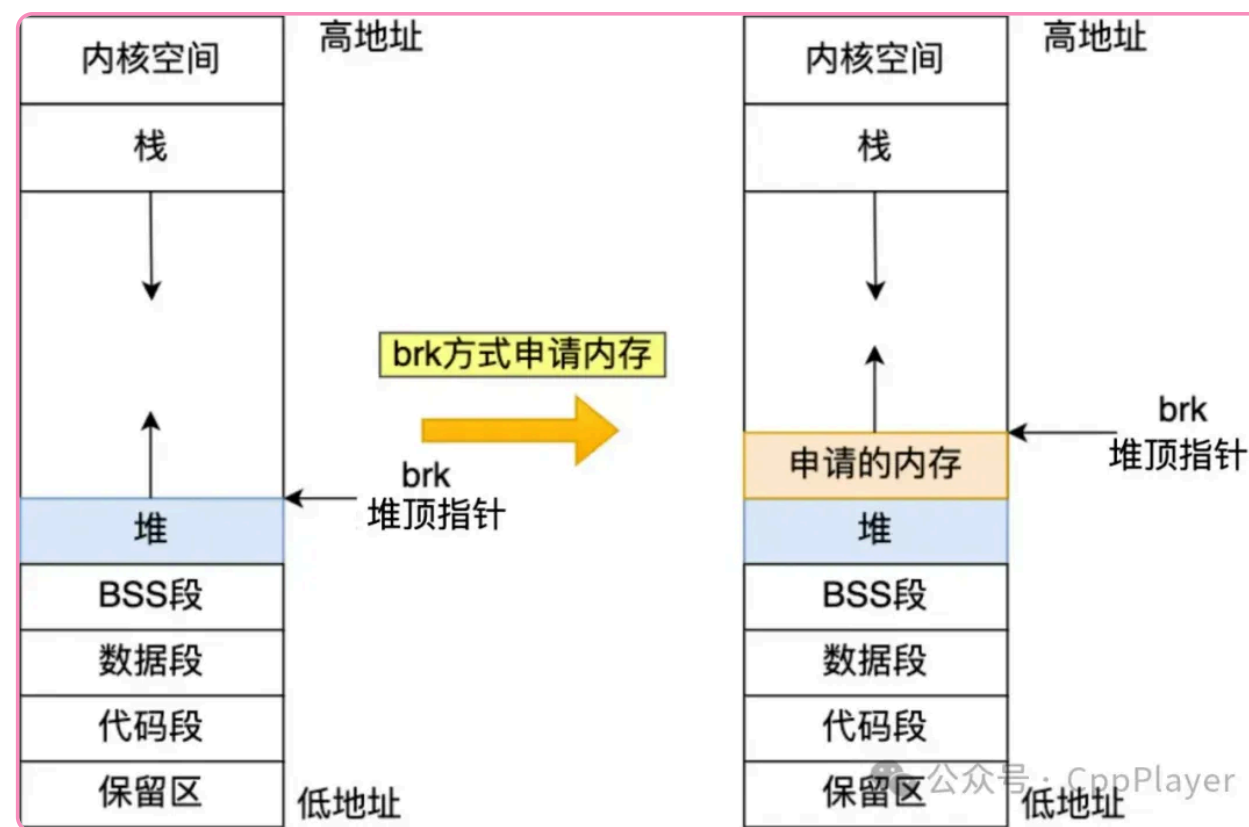 高地址
内核空间
栈
brk
堆顶指针
堆
BSS段
数据段
代码段
保留区
低地址
brk方式申请内存
高地址
内核空间
栈
brk
堆顶指针
申请的内存
堆
BSS段
数据段
代码段
保留区
低地址
公众号 · CppPlayer